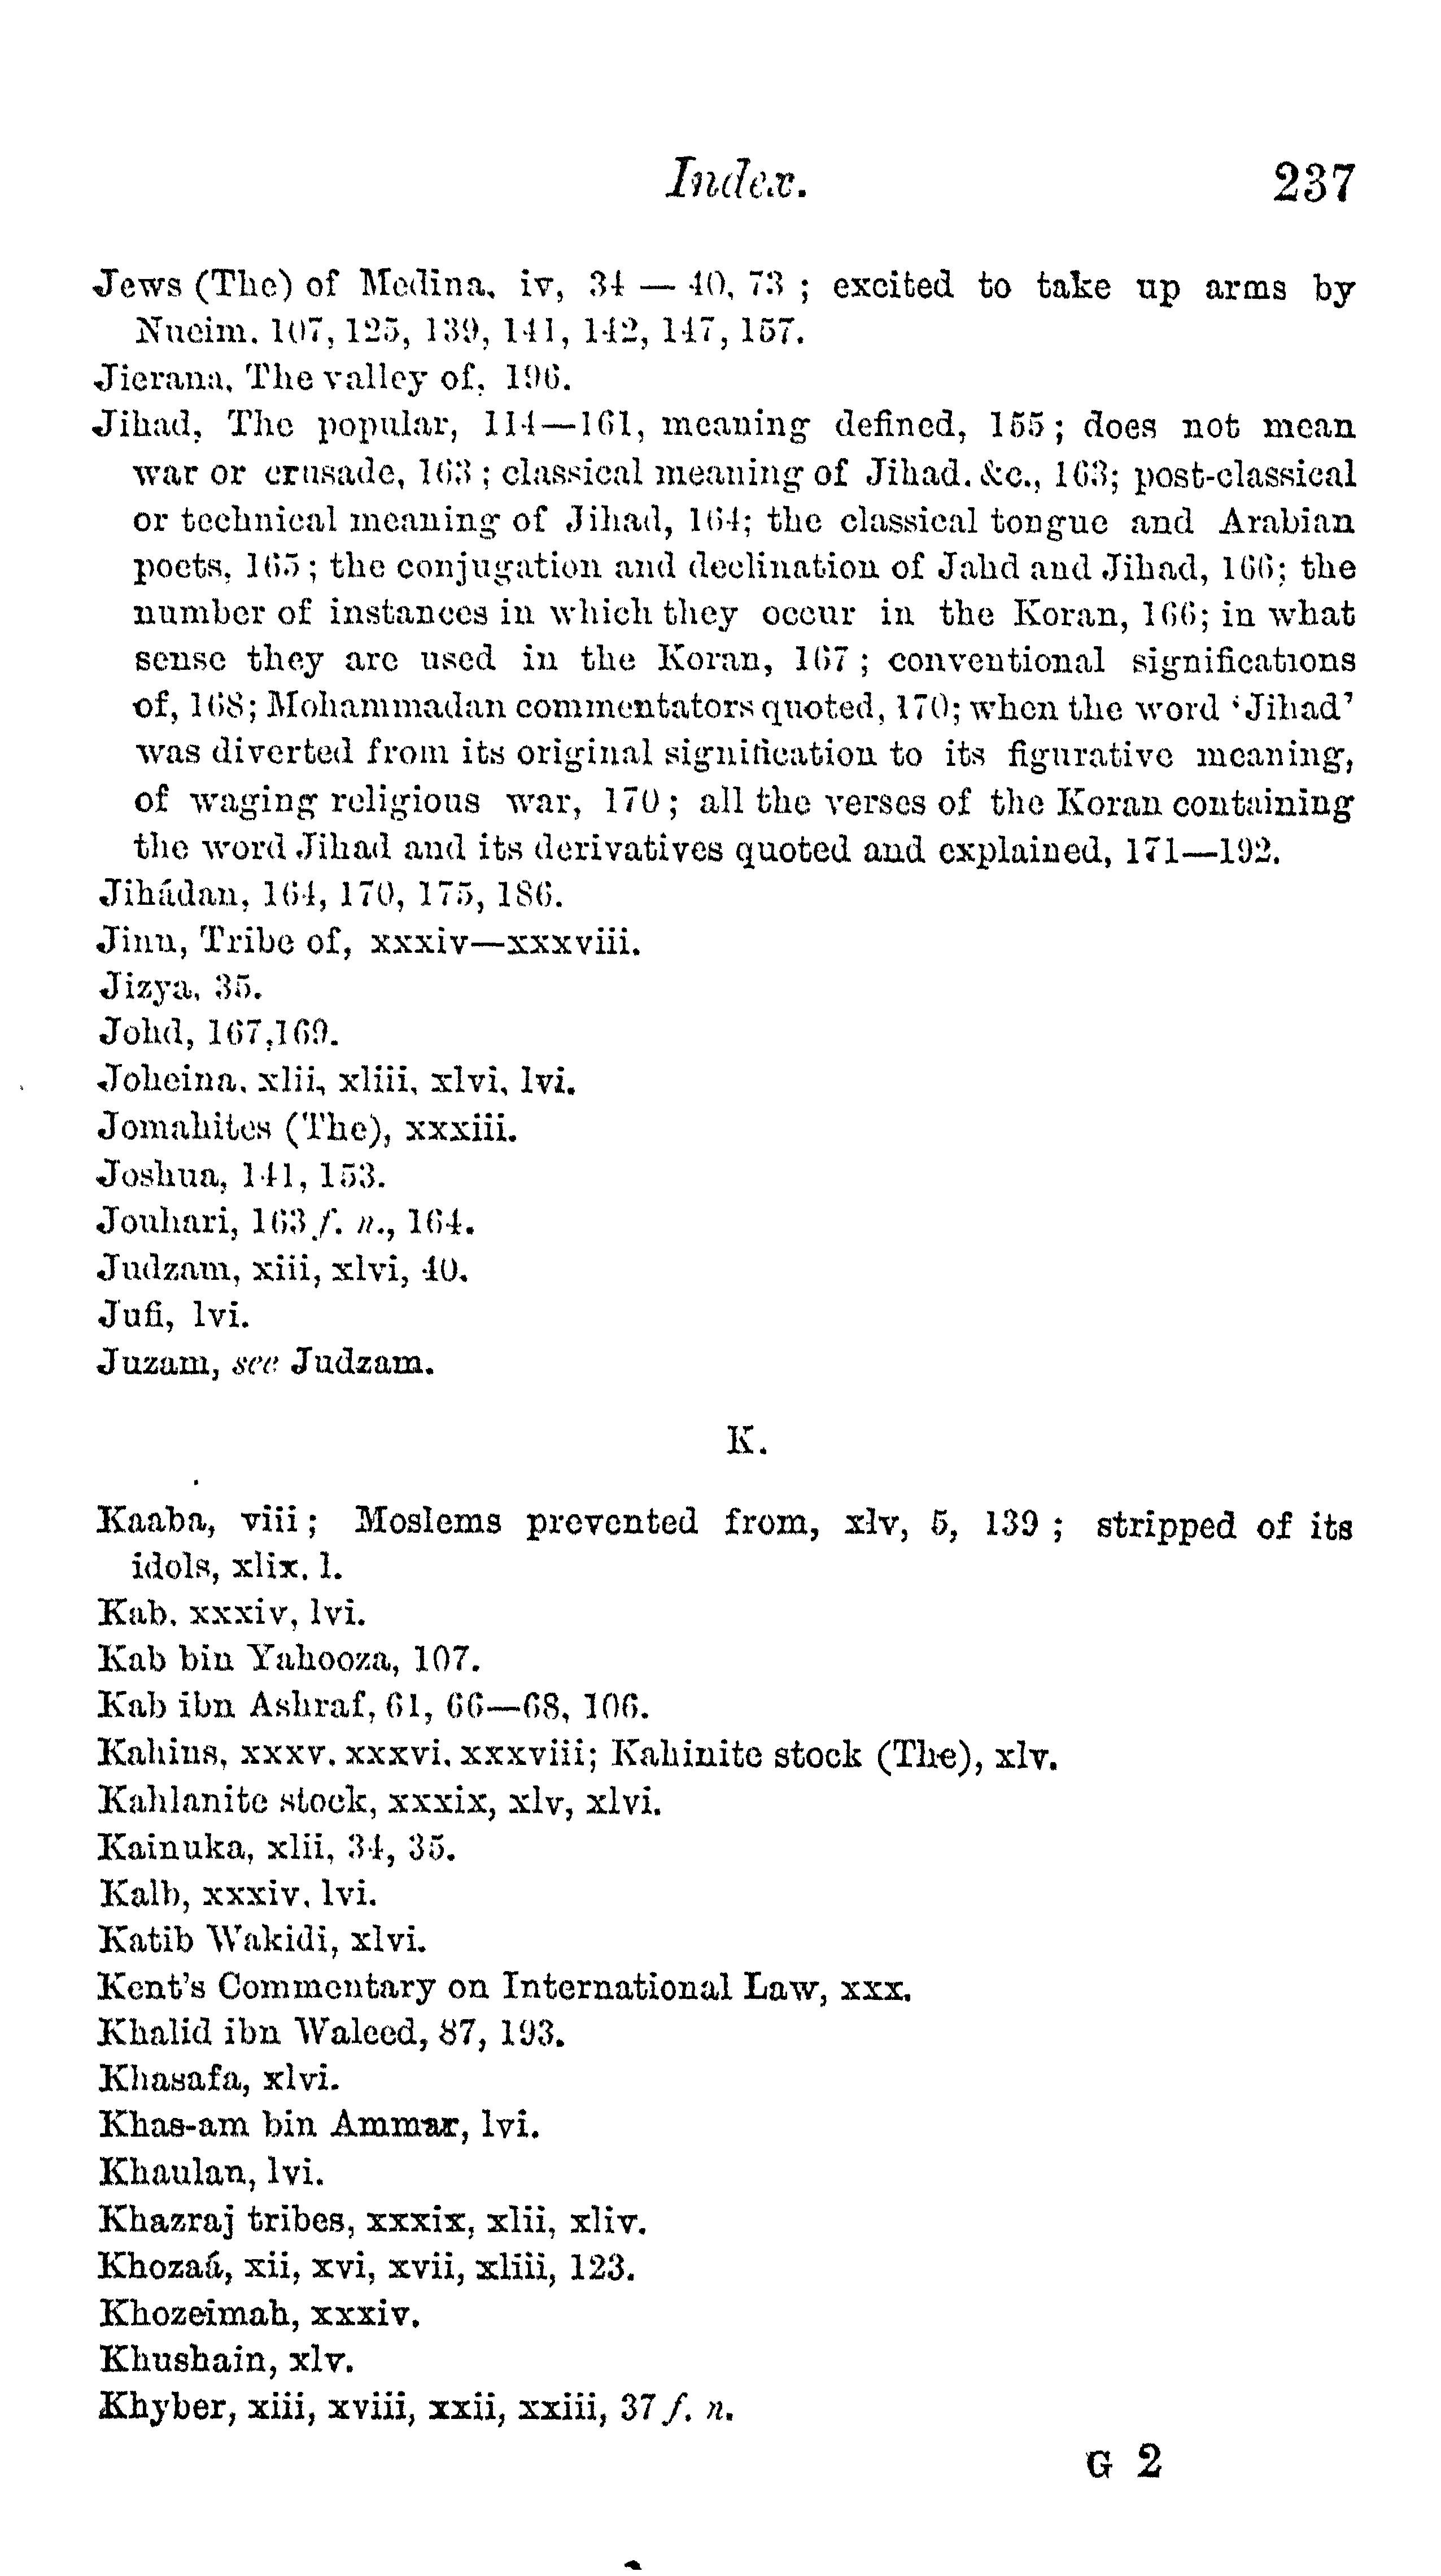 Index. 237
Jews (The) of Medina, iv, 34 — 40, 73 ; excited to take up arms by
Nueim. 107, 125, 139, 141, 142, 147, 157.
Jierana, The valley of, 196.
Jihad, The popular, 114—161, meaning defined, 155 ; does not mean
war or crusade, 163 ; classical meaning of Jihad. &c., 163; post-classical
or technical meaning of Jihad, 164; the classical tongue and Arabian
poets, 165 ; the conjugation and declination of Jahd and Jihad, 166; the
number of instances in which they occur in the Koran, 166; in what
sense they are used in the Koran, 167 ; conventional significations
of, 168; Mohammadan commentators quoted, 170; when the word ‘Jihad’
was diverted from its original signification to its figurative meaning,
of waging religious war, 170 ; all the verses of the Koran containing
the word Jihad and its derivatives quoted and explained, 171—192.
Jihádan, 164, 170, 175, 186.
Jinn, Tribe of, xxxiv—xxxviii.
Jizya, 35.
Johd, 167,169.
Joheina, xlii, xliii, xlvi, lvi.
Jomahites (The), xxxiii.
Joshua, 141, 153.
Jouhari, 163 f. n., 164.
Judzam, xiii, xlvi, 40.
Jufi, lvi.
Juzam, see Judzam.
K.
Kaaba, viii ; Moslems prevented from, xlv, 5, 139 ; stripped of its
idols, xlix. l.
Kab. xxxiv, lvi.
Kab bin Yahooza, 107.
Kab ibn Ashraf, 61, 66—68, 106.
Kahins, xxxv. xxxvi. xxxviii; Kahinite stock (The), xlv.
Kahlanite stock, xxxix, xlv, xlvi.
Kainuka, xlii, 34, 35.
Kalb, xxxiv. lvi.
Katib Wakidi, xlvi.
Kent's Commentary on International Law, xxx.
Khalid ibn Waleed, 87, 193.
Khasafa, xlvi.
Khas-am bin Ammar, lvi.
Khaulan, lvi.
Khazraj tribes, xxxix, xlii, xliv.
Khozaá, xii, xvi, xvii, xliii, 123.
Khozeimah, xxxiv.
Khushain, xlv.
Khyber, xiii, xviii, xxii, xxiii, 37 f. n.
G 2